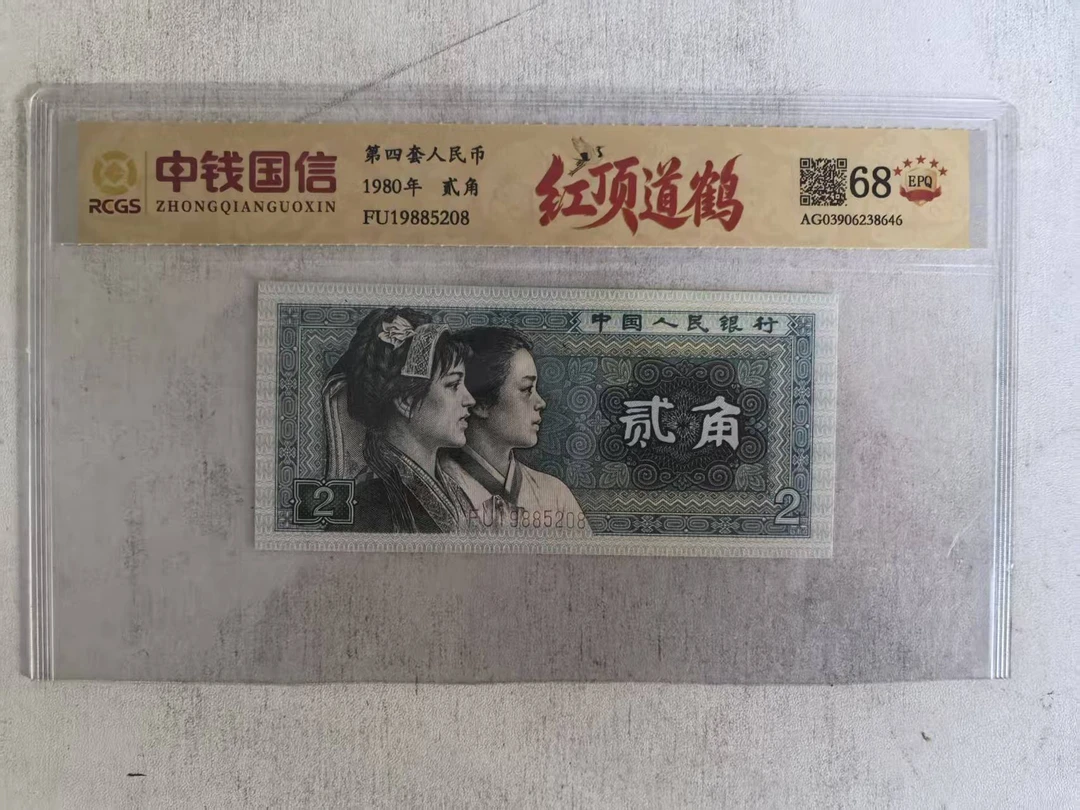 RCGS
中钱国信
ZHONGQIANGUOXIN
第四套人民币
1980年 贰角
FU19885208
红顶道鹤
68
EPQ
AG03906238646
中国人民银行
贰角
2
FU19885208
2